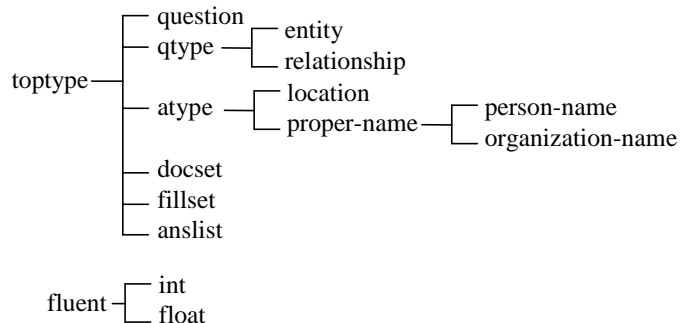 question
qtype
entity
relationship
toptype
atype
location
proper-name
person-name
organization-name
docset
fillset
anslist
fluent
int
float